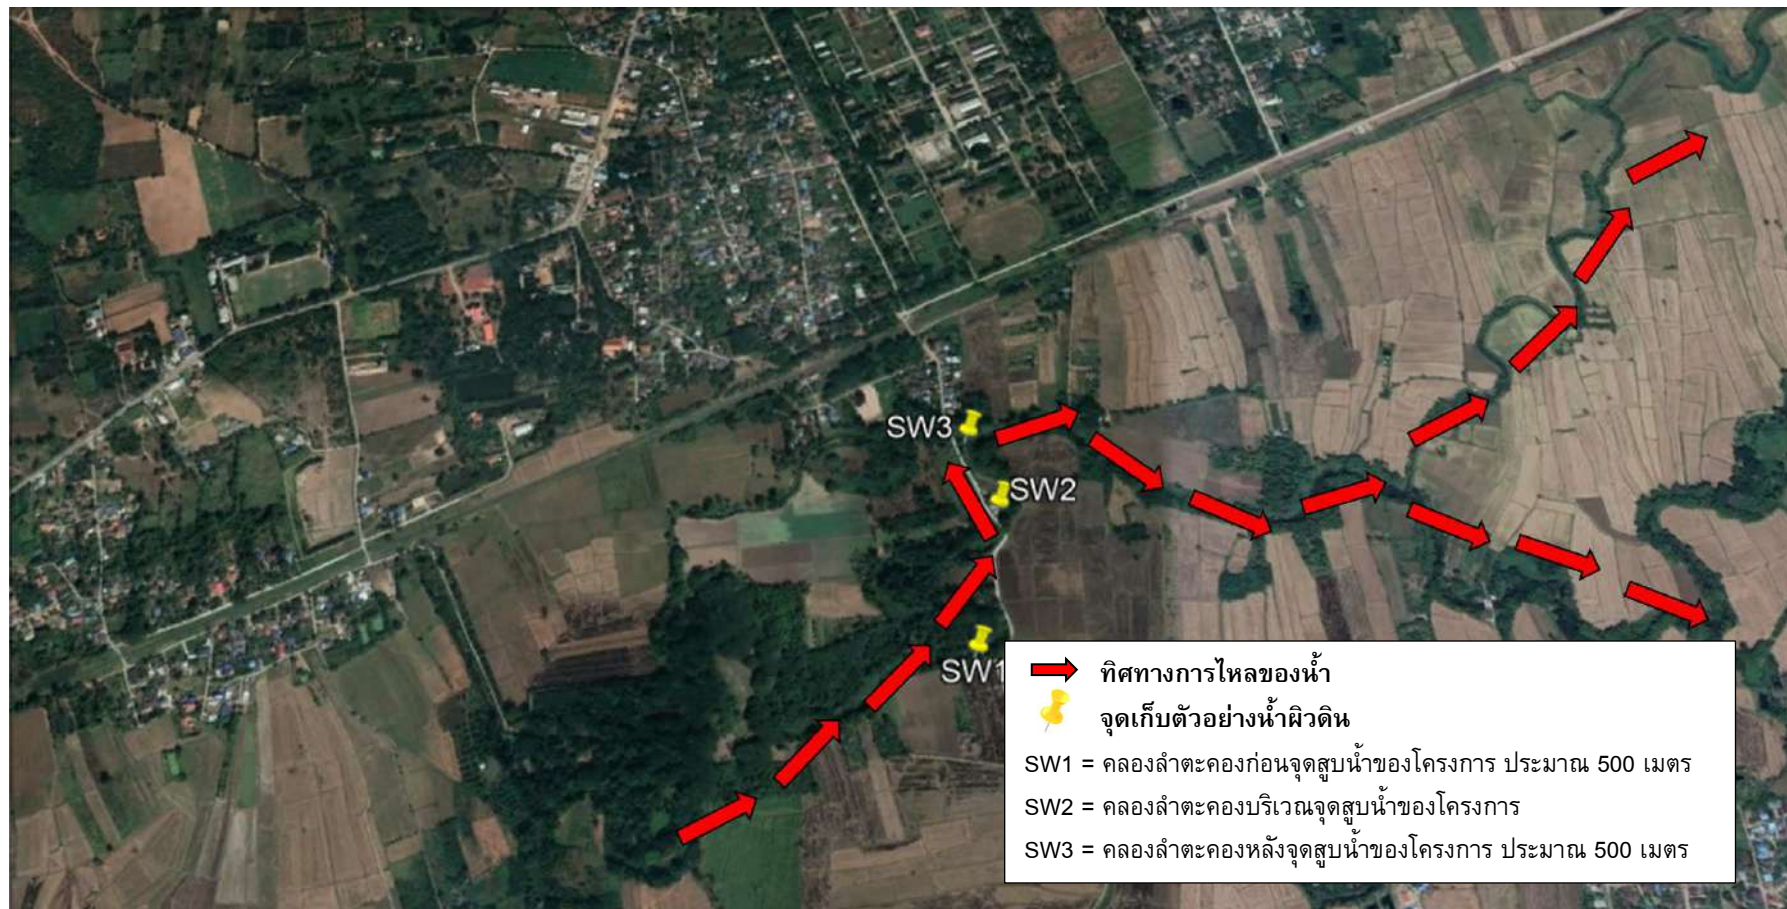 SW3
SW2
SW1
ทิศทางการไหลของน้ำ
จุดเก็บตัวอย่างน้ำผิวดิน
SW1 = คลองลำตะคองก่อนจุดสูบน้ำของโครงการ ประมาณ 500 เมตร
SW2 = คลองลำตะคองบริเวณจุดสูบน้ำของโครงการ
SW3 = คลองลำตะคองหลังจุดสูบน้ำของโครงการ ประมาณ 500 เมตร